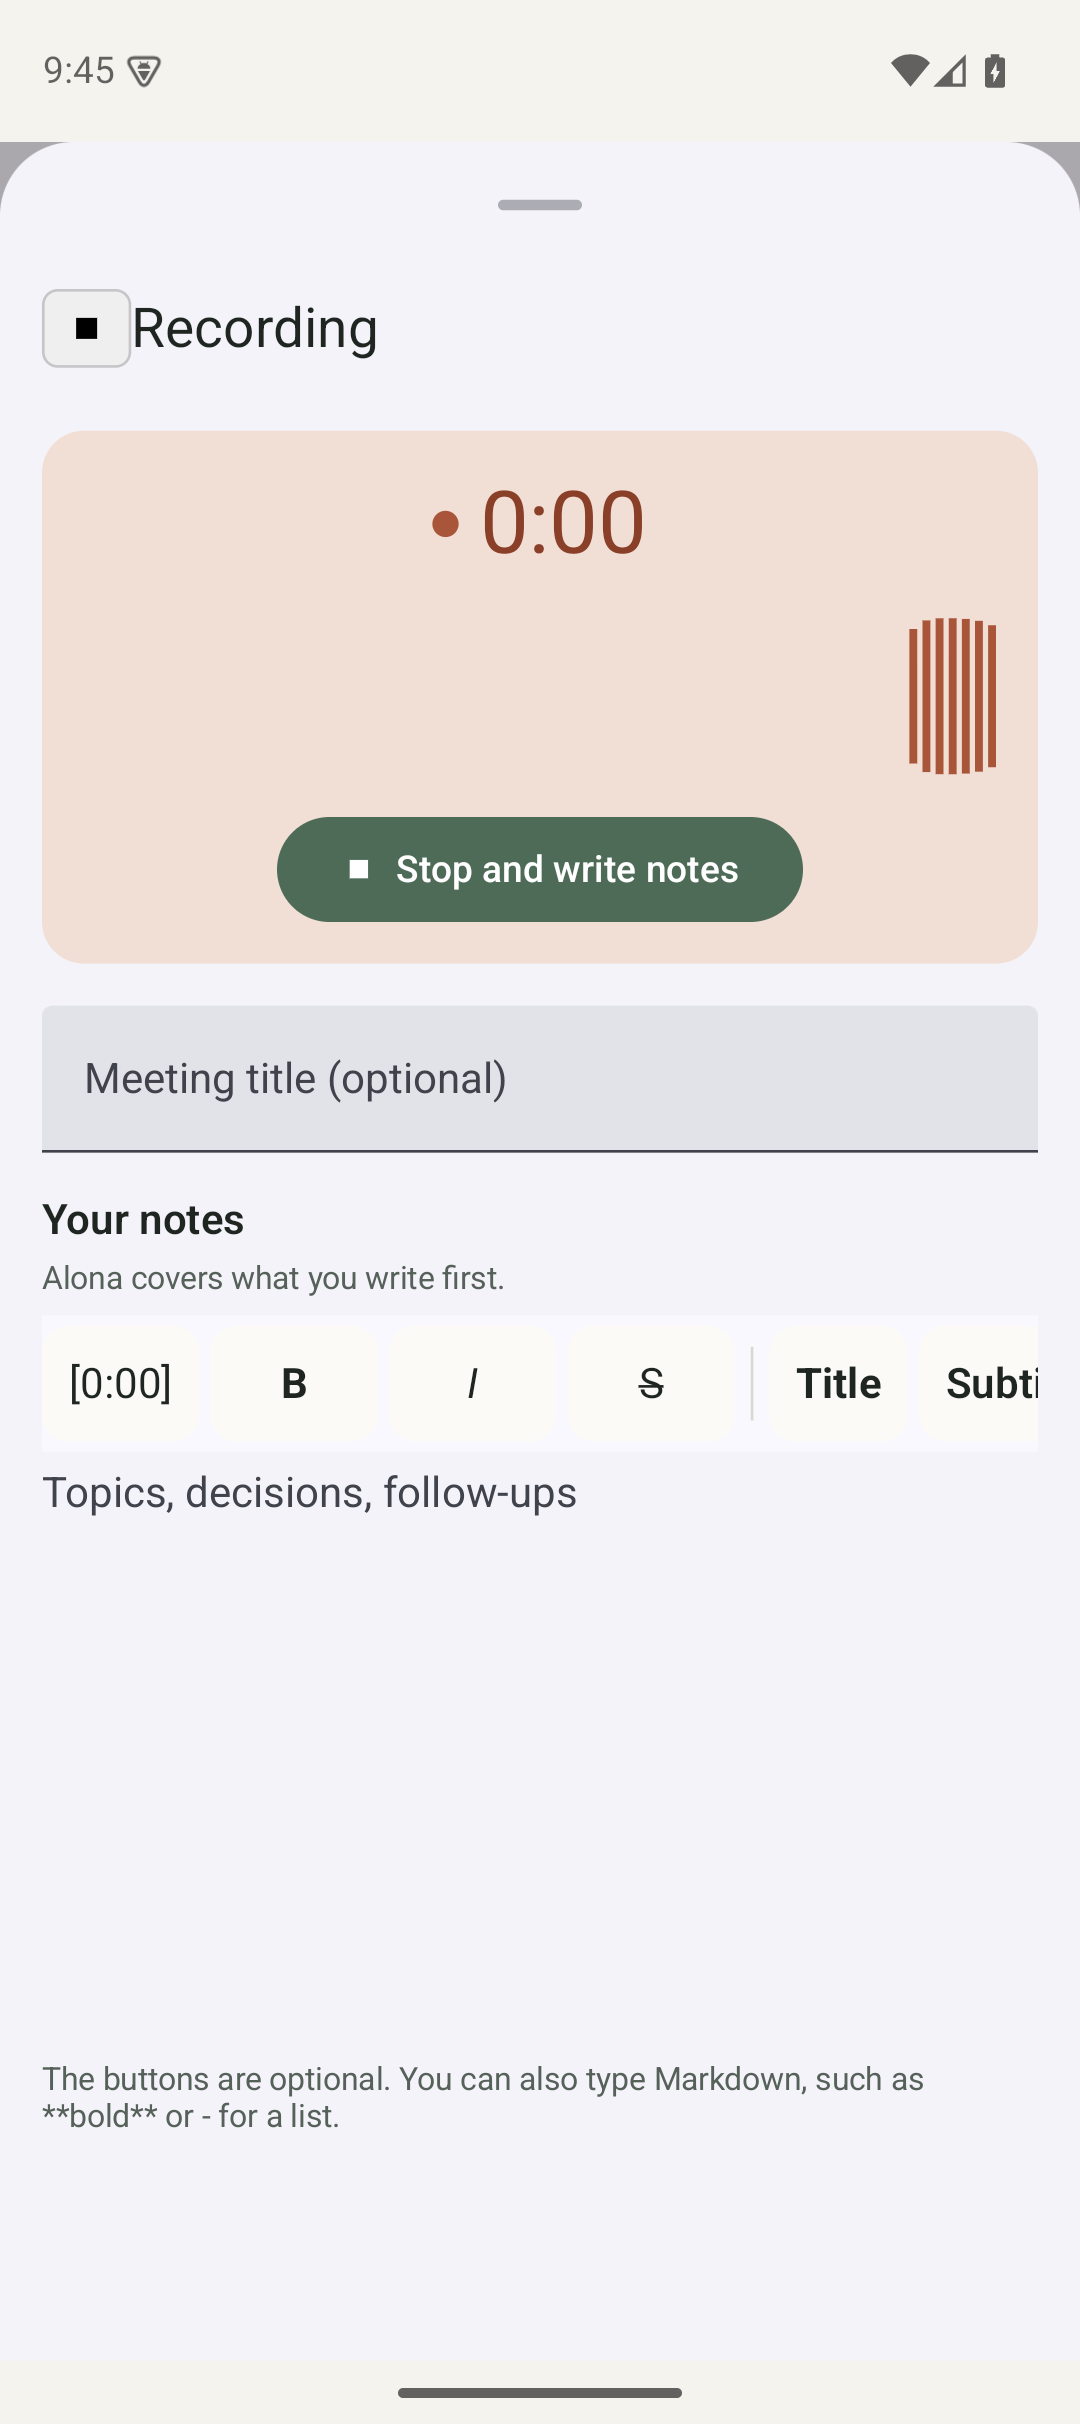 9:45
Recording
0:00
Stop and write notes
Meeting title (optional)
Your notes
Alona covers what you write first.
[0:00] B I S Title Subti
Topics, decisions, follow-ups
The buttons are optional. You can also type Markdown, such as
**bold** or - for a list.